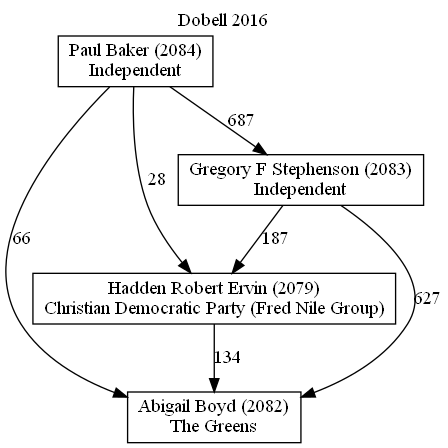 Dobell 2016
Paul Baker (2084)
Independent
687
Gregory F Stephenson (2083)
Independent
28
66
187
Hadden Robert Ervin (2079)
Christian Democratic Party (Fred Nile Group)
627
134
Abigail Boyd (2082)
The Greens